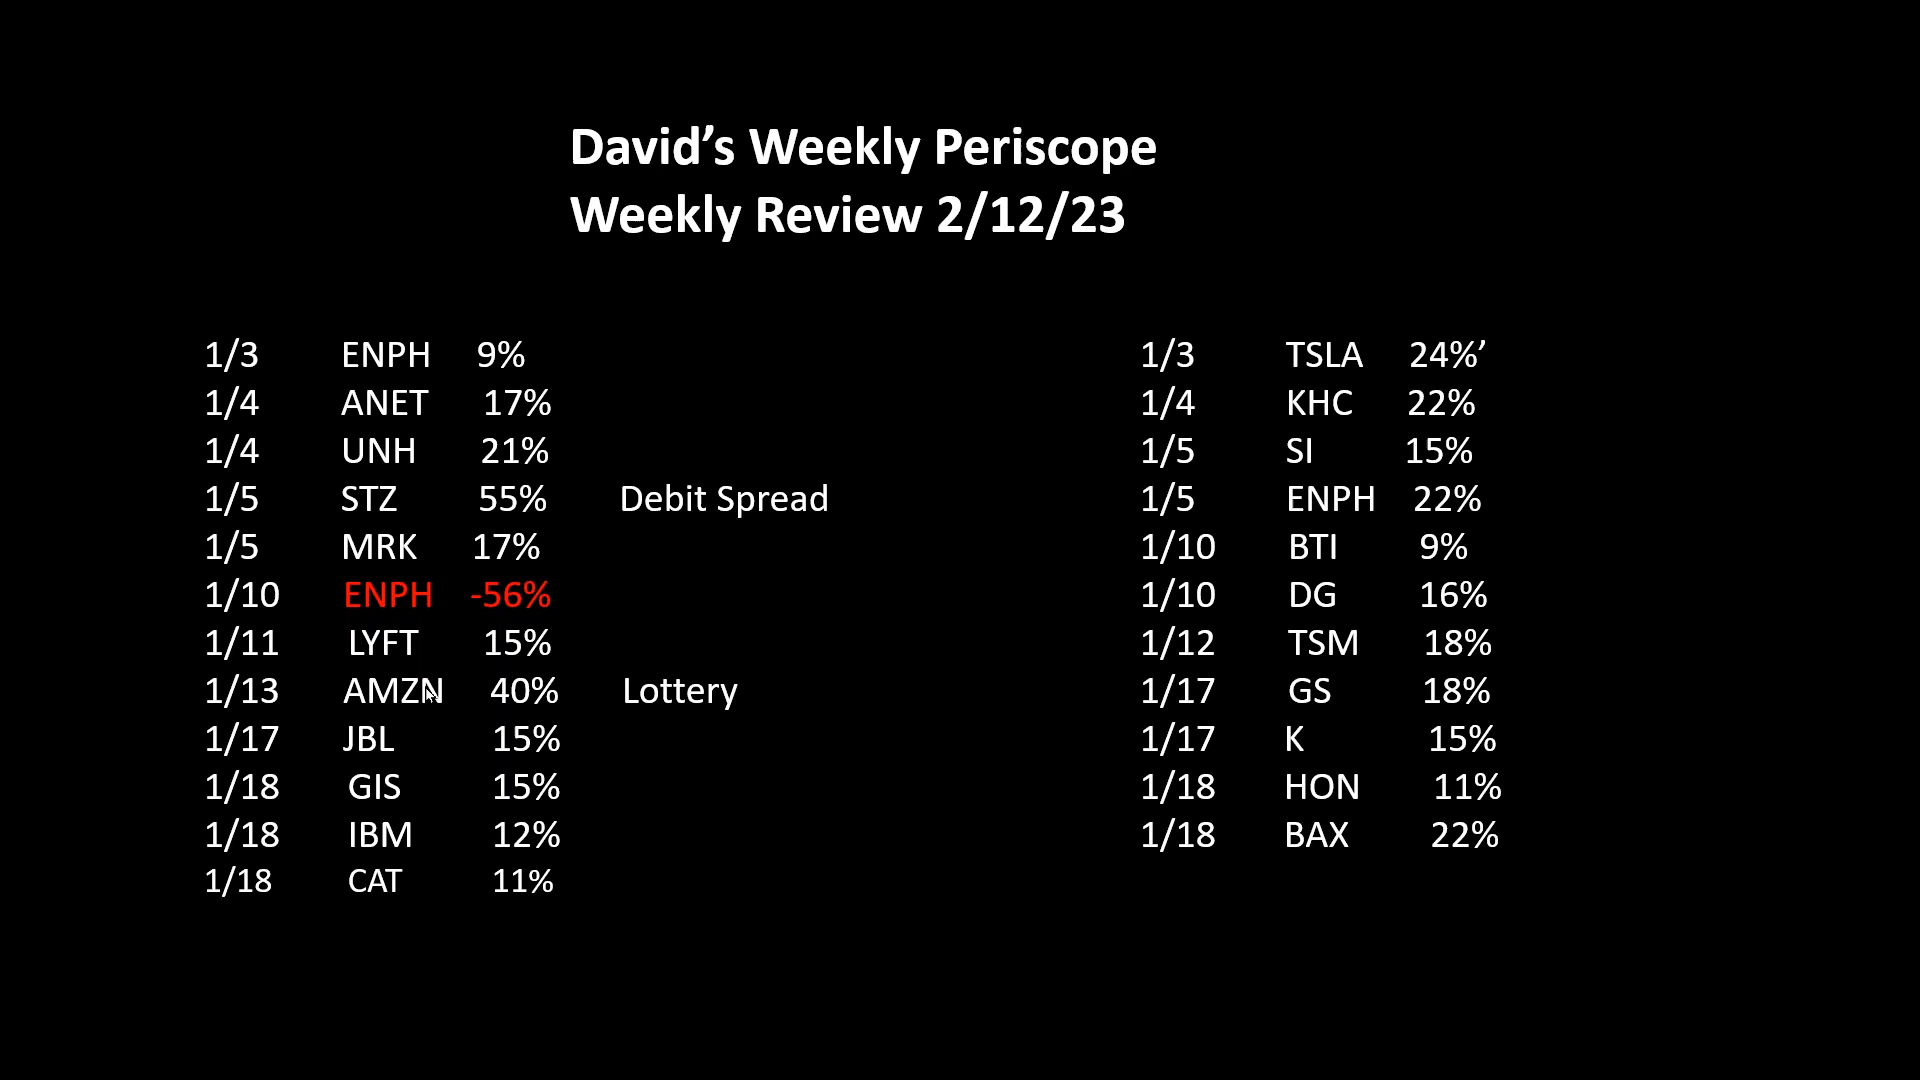 David’s Weekly Periscope
Weekly Review 2/12/23
1/3 ENPH 9%
1/4 ANET 17%
1/4 UNH 21%
1/5 STZ 55% Debit Spread
1/5 MRK 17%
1/10 ENPH -56%
1/11 LYFT 15%
1/13 AMZN 40% Lottery
1/17 JBL 15%
1/18 GIS 15%
1/18 IBM 12%
1/18 CAT 11%
1/3 TSLA 24%’
1/4 KHC 22%
1/5 SI 15%
1/5 ENPH 22%
1/10 BTI 9%
1/10 DG 16%
1/12 TSM 18%
1/17 GS 18%
1/17 K 15%
1/18 HON 11%
1/18 BAX 22%